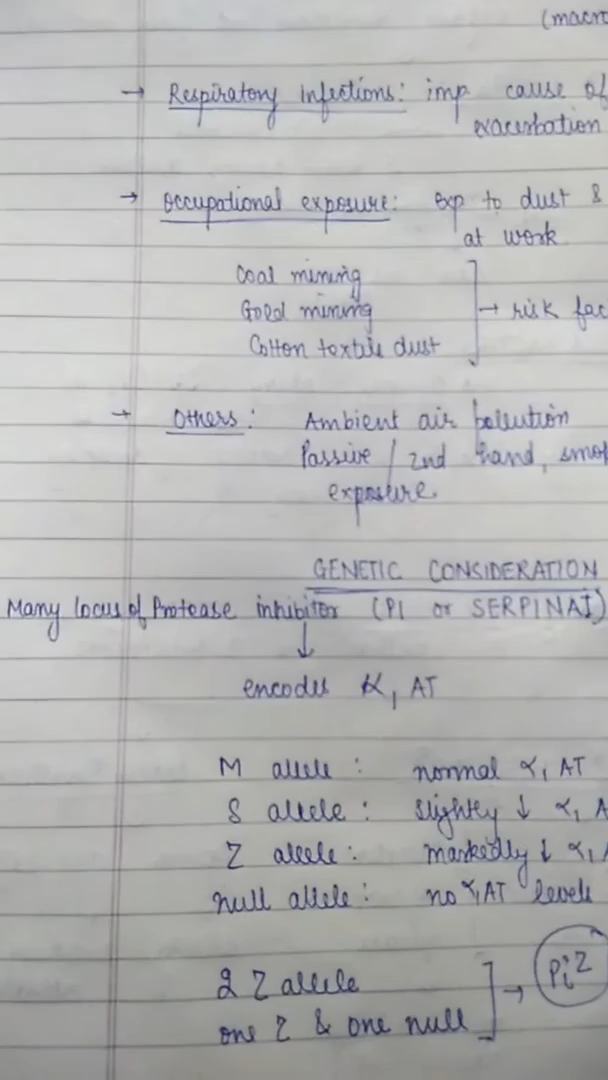 (macro
→ Respiratory Infections: imp cause of
exacerbation
→ Occupational exposure: exp to dust &
at work
Coal mining
Gold mining → risk fac
Cotton textile dust
→ Others: Ambient air pollution
Passive / 2nd hand smok
exposure.
GENETIC CONSIDERATION
Many locus of Protease inhibitor (PI or SERPINAI)
↓
encodes α₁ AT
M allele: normal α₁ AT
S allele: slightly ↓ α₁ A
Z allele: markedly ↓ α₁ A
null allele: no α₁AT levels
2 Z allele
one Z & one null → PiZ